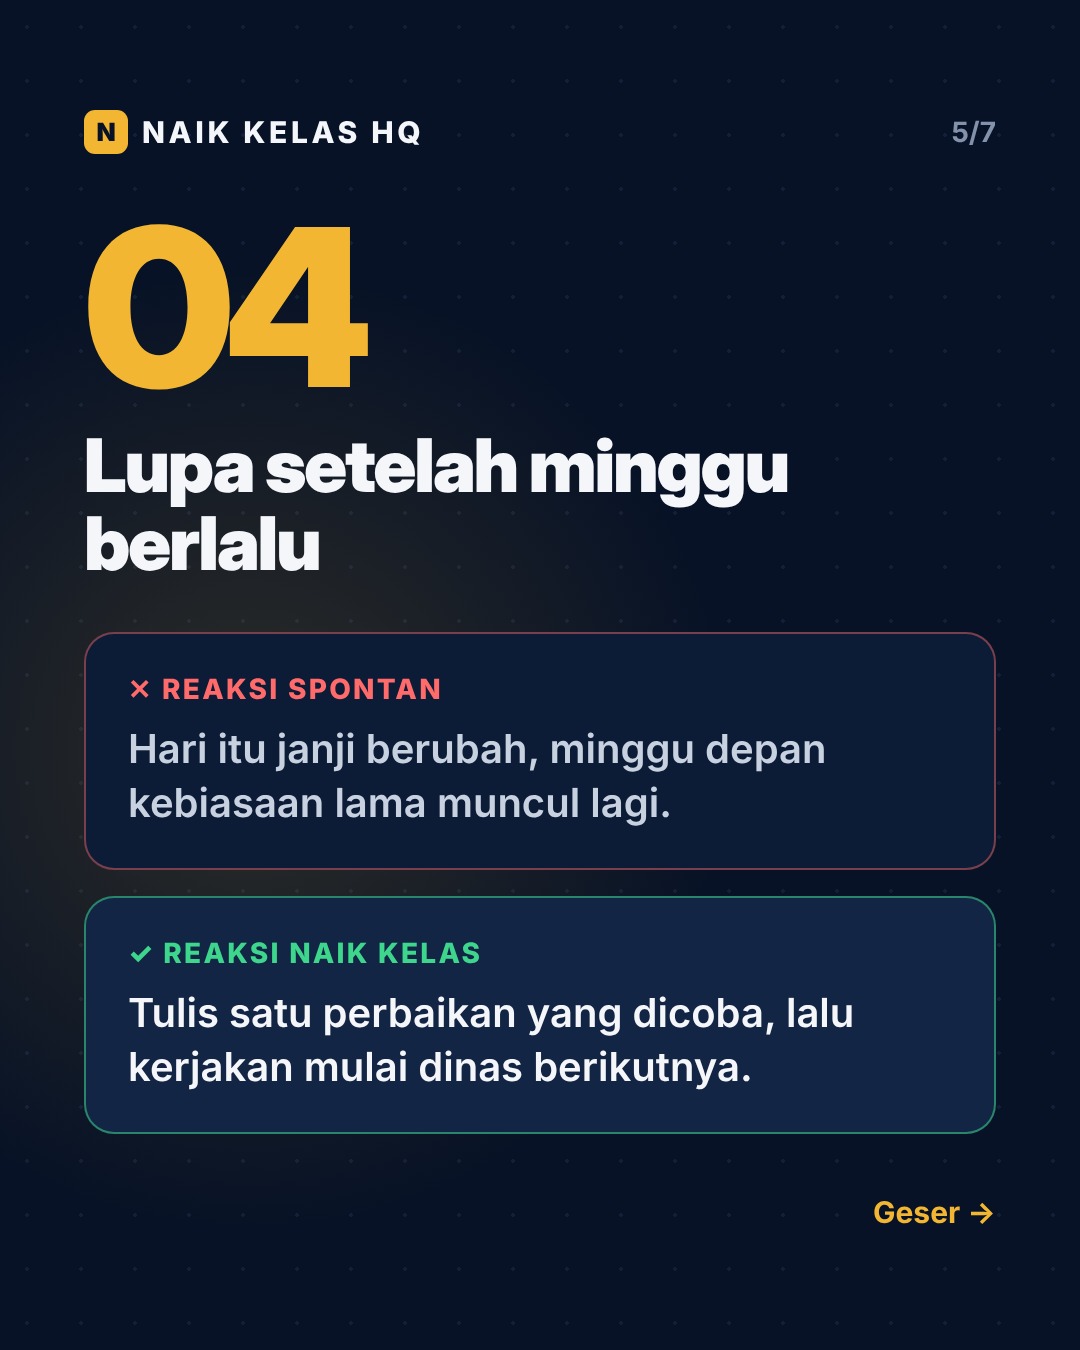 N NAIK KELAS HQ
5/7
04
Lupa setelah minggu
berlalu
✕ REAKSI SPONTAN
Hari itu janji berubah, minggu depan
kebiasaan lama muncul lagi.
✓ REAKSI NAIK KELAS
Tulis satu perbaikan yang dicoba, lalu
kerjakan mulai dinas berikutnya.
Geser →